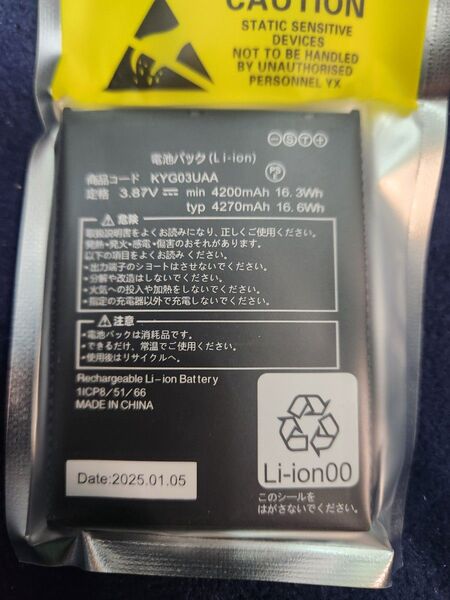 CAUTION
STATIC SENSITIVE
DEVICES
NOT TO BE HANDLED
BY UNAUTHORISED
PERSONNEL YX
⊖ⓈⓉ⊕
電池パック(Li-ion)
商品コード KYG03UAA
PSE
定格 3.87V⎓ min 4200mAh 16.3Wh
typ 4270mAh 16.6Wh
⚠危険
取扱説明書をよくお読みになり、正しくご使用ください。
発熱・発火・感電・傷害のおそれがあります。
以下の項目をよくお読みください。
・出力端子のショートはさせないでください。
・分解や改造はしないでください。
・火気への投入や加熱をしないでください。
・指定の充電器以外で充電しないでください。
⚠注意
・電池パックは消耗品です。
・できるだけ、常温でご使用ください。
・使用後はリサイクルへ。
Rechargeable Li-ion Battery
1ICP8/51/66
MADE IN CHINA
Li-ion00
Date:2025.01.05
このシールを
はがさないでください。